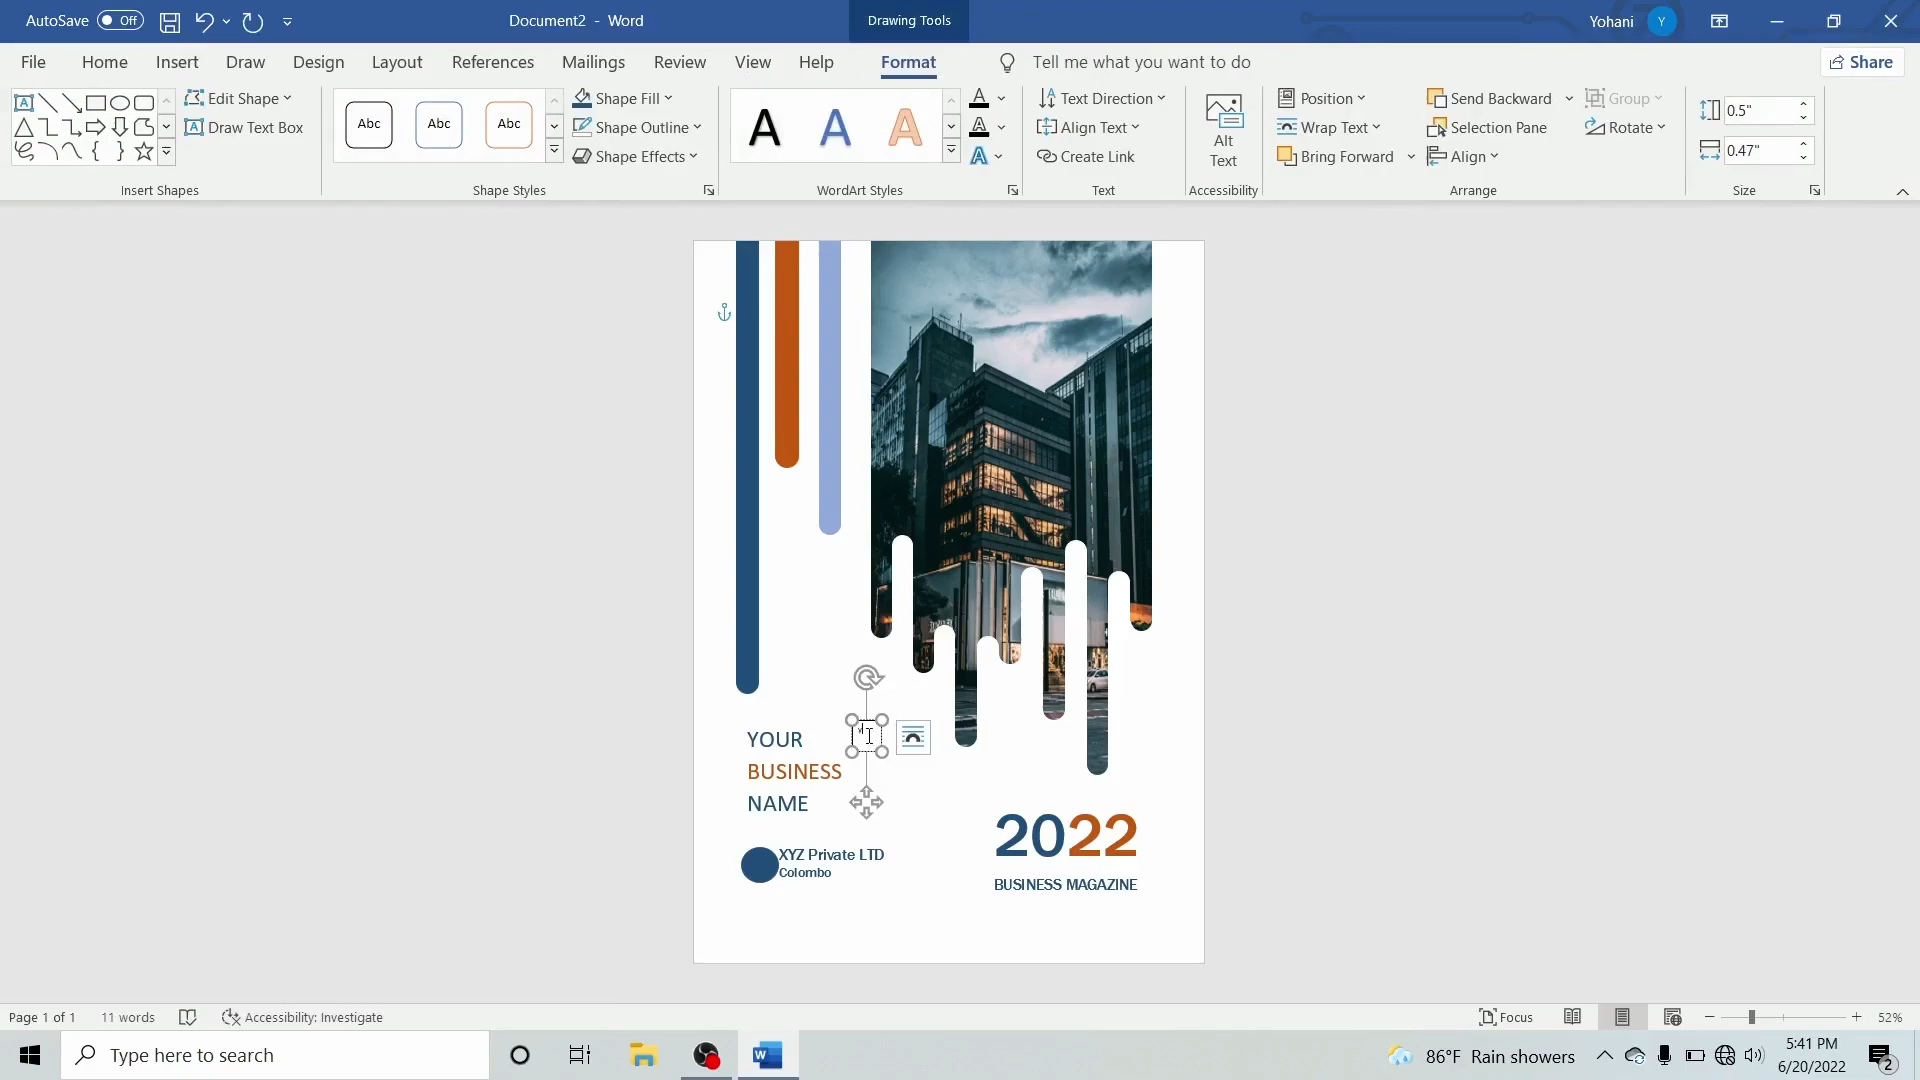 AutoSave Off
Document2 - Word
Drawing Tools
Yohani
Y
File
Home
Insert
Draw
Design
Layout
References
Mailings
Review
View
Help
Format
Tell me what you want to do
Share
A
Edit Shape
Draw Text Box
Insert Shapes
Abc
Abc
Abc
Shape Fill
Shape Outline
Shape Effects
Shape Styles
A
A
A
A
A
A
WordArt Styles
Text Direction
Align Text
Create Link
Text
Alt
Text
Accessibility
Position
Wrap Text
Bring Forward
Send Backward
Selection Pane
Align
Group
Rotate
Arrange
0.5"
0.47"
Size
YOUR
BUSINESS
NAME
XYZ Private LTD
Colombo
2022
BUSINESS MAGAZINE
Page 1 of 1
11 words
Accessibility: Investigate
Focus
52%
Type here to search
W
86°F Rain showers
5:41 PM
6/20/2022
2